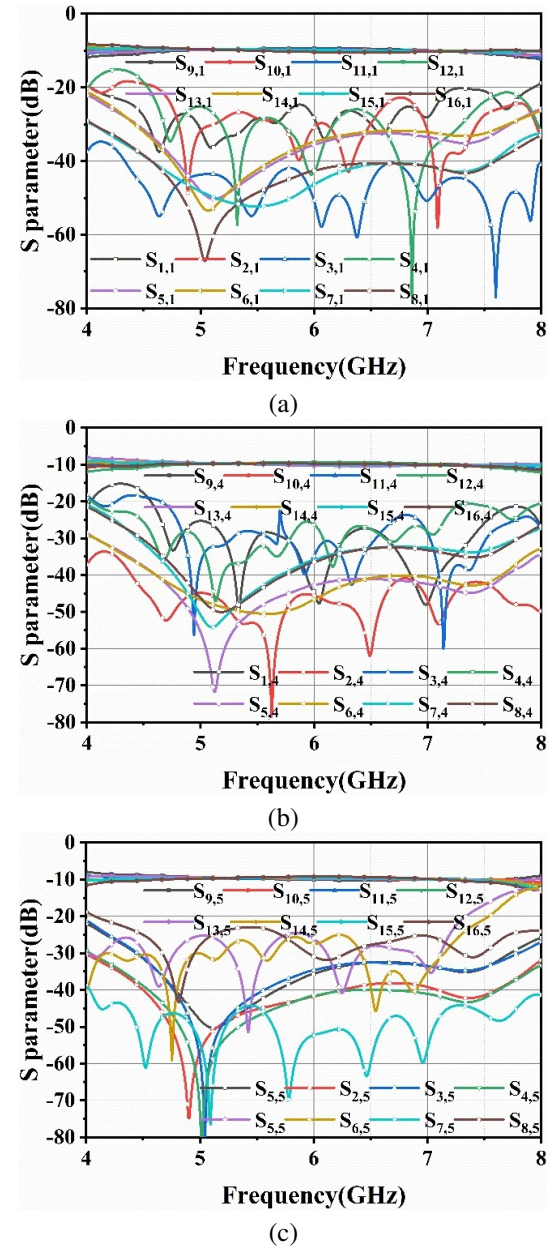 (a)
0
-20
-40
-60
-80
S parameter(dB)
S9,1 S10,1 S11,1 S12,1
S13,1 S14,1 S15,1 S16,1
S1,1 S2,1 S3,1 S4,1
S5,1 S6,1 S7,1 S8,1
4 5 6 7 8
Frequency(GHz)
(a)
0
-10
-20
-30
-40
-50
-60
-70
-80
S parameter(dB)
S9,4 S10,4 S11,4 S12,4
S13,4 S14,4 S15,4 S16,4
S1,4 S2,4 S3,4 S4,4
S5,4 S6,4 S7,4 S8,4
4 5 6 7 8
Frequency(GHz)
(b)
0
-10
-20
-30
-40
-50
-60
-70
-80
S parameter(dB)
S9,5 S10,5 S11,5 S12,5
S13,5 S14,5 S15,5 S16,5
S5,5 S2,5 S3,5 S4,5
S5,5 S6,5 S7,5 S8,5
4 5 6 7 8
Frequency(GHz)
(c)